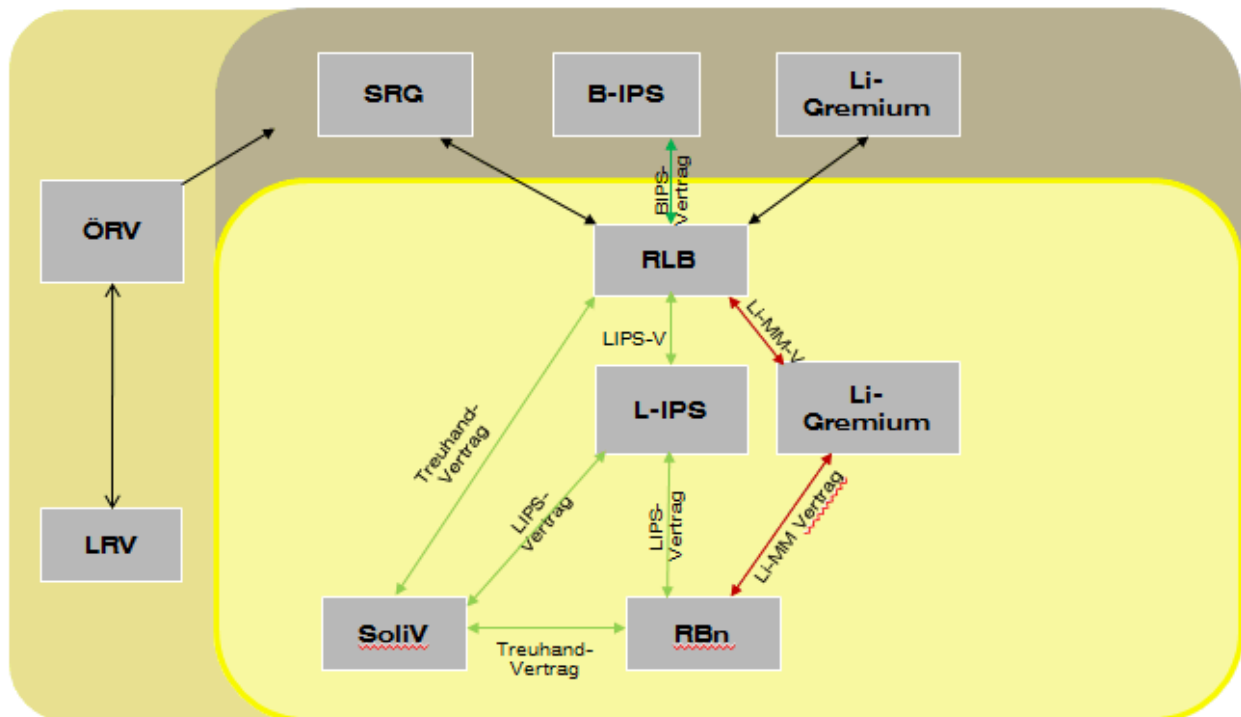 SRG
B-IPS
Li-
Gremium
BIPS-
Vertrag
ÖRV
RLB
LIPS-V
Li-MM-V
L-IPS
Li-
Gremium
Treuhand-
Vertrag
LIPS-
Vertrag
LIPS-
Vertrag
Li-MM Vertrag
LRV
SoliV
Treuhand-
Vertrag
RBn